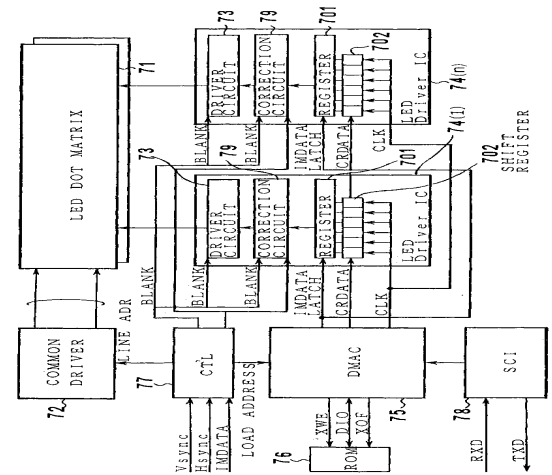 LED DOT MATRIX
71
73
79
701
702
DRIVER CIRCUIT
CORRECTION CIRCUIT
REGISTER
LED Driver IC
74(n)
BLANK
BLANK
IMDATA
LATCH
CRDATA
CLK
73
79
701
74(1)
702
SHIFT REGISTER
DRIVER CIRCUIT
CORRECTION CIRCUIT
REGISTER
LED Driver IC
BLANK
BLANK
BLANK
IMDATA
LATCH
CRDATA
CLK
LINE ADR
COMMON DRIVER
72
CTL
77
LOAD ADDRESS
DMAC
75
SCI
78
Vsync
Hsync
IMDATA
XWE
DIO
XOF
ROM
76
RXD
TXD